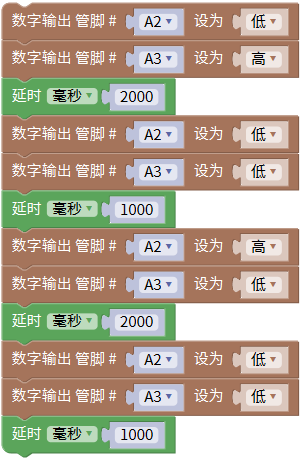 数字输出 管脚 # A2 设为 低
数字输出 管脚 # A3 设为 高
延时 毫秒 2000
数字输出 管脚 # A2 设为 低
数字输出 管脚 # A3 设为 低
延时 毫秒 1000
数字输出 管脚 # A2 设为 高
数字输出 管脚 # A3 设为 低
延时 毫秒 2000
数字输出 管脚 # A2 设为 低
数字输出 管脚 # A3 设为 低
延时 毫秒 1000